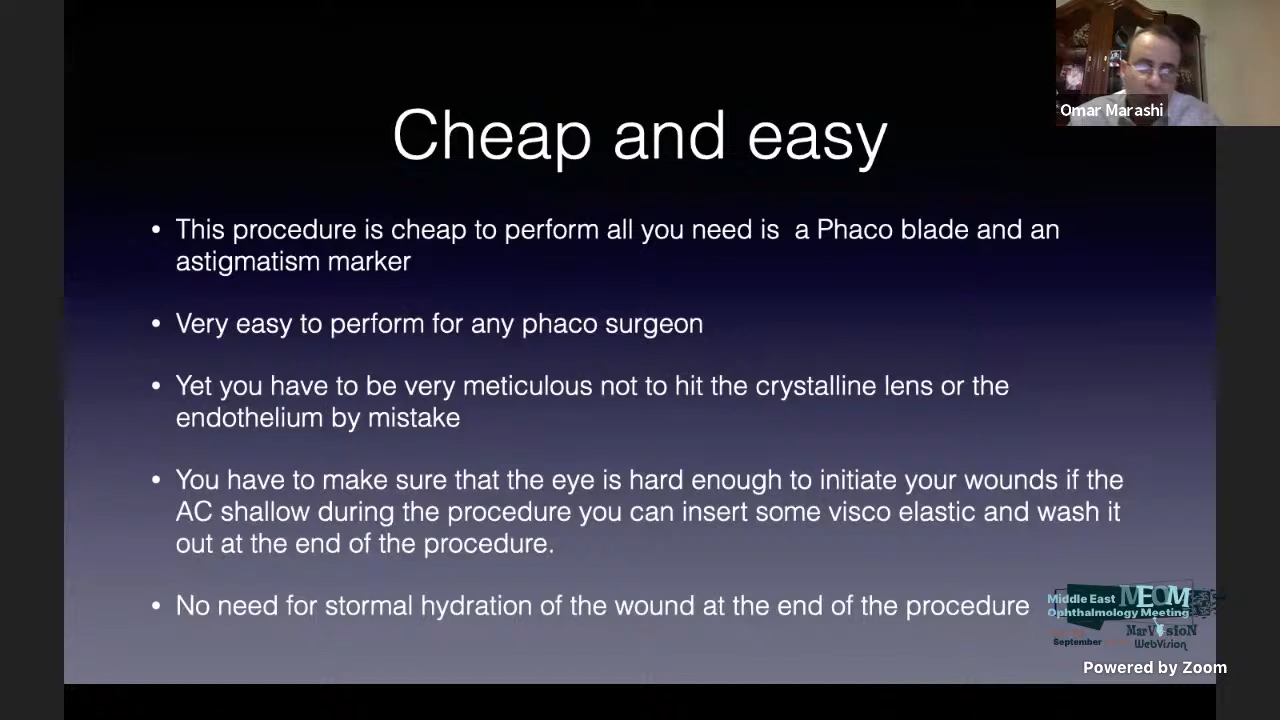 Omar Marashi
Cheap and easy
• This procedure is cheap to perform all you need is a Phaco blade and an
astigmatism marker
• Very easy to perform for any phaco surgeon
• Yet you have to be very meticulous not to hit the crystalline lens or the
endothelium by mistake
• You have to make sure that the eye is hard enough to initiate your wounds if the
AC shallow during the procedure you can insert some visco elastic and wash it
out at the end of the procedure.
• No need for stormal hydration of the wound at the end of the procedure
Middle East MEOM
Ophthalmology Meeting
September
MarVision
WebVision
Powered by Zoom